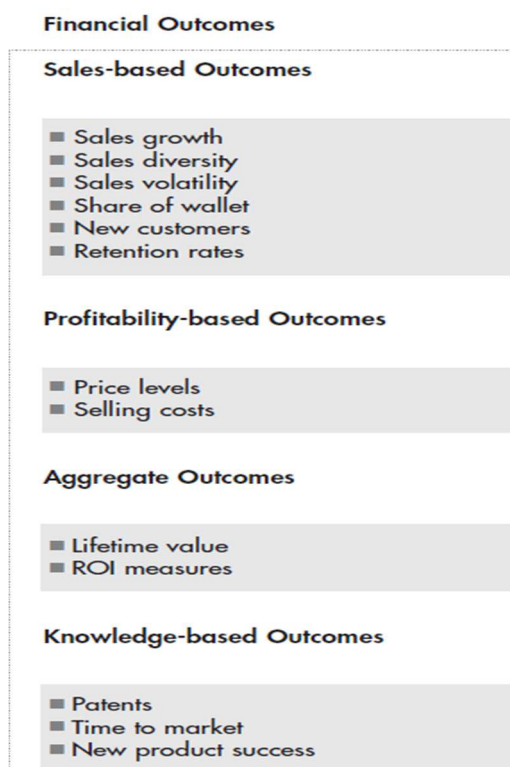 Financial Outcomes
Sales-based Outcomes
■ Sales growth
■ Sales diversity
■ Sales volatility
■ Share of wallet
■ New customers
■ Retention rates
Profitability-based Outcomes
■ Price levels
■ Selling costs
Aggregate Outcomes
■ Lifetime value
■ ROI measures
Knowledge-based Outcomes
■ Patents
■ Time to market
■ New product success